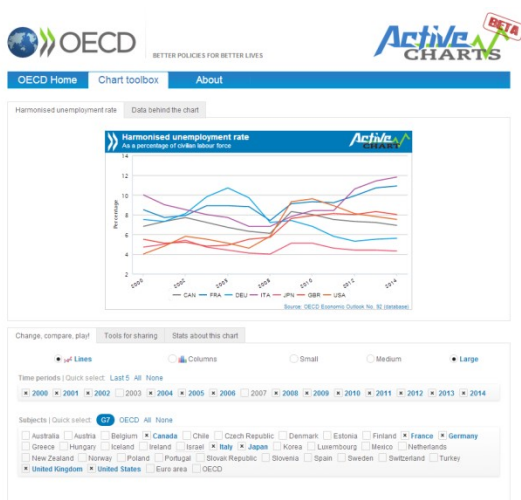 OECD
BETTER POLICIES FOR BETTER LIVES
Active CHARTS
BETA
OECD Home Chart toolbox About
Harmonised unemployment rate Data behind the chart
Harmonised unemployment rate
As a percentage of civilian labour force
Active CHART
14
12
10
8
6
4
2
Percentage
2000 2002 2005 2008 2010 2012 2014
CAN FRA DEU ITA JPN GBR USA
Source: OECD Economic Outlook No. 92 (database)
Change, compare, play! Tools for sharing Stats about this chart
Lines Columns Small Medium Large
Time periods | Quick select: Last 5 All None
2000 2001 2002 2003 2004 2005 2006 2007 2008 2009 2010 2011 2012 2013 2014
Subjects | Quick select: G7 OECD All None
Australia Austria Belgium Canada Chile Czech Republic Denmark Estonia Finland France Germany
Greece Hungary Iceland Ireland Israel Italy Japan Korea Luxembourg Mexico Netherlands
New Zealand Norway Poland Portugal Slovak Republic Slovenia Spain Sweden Switzerland Turkey
United Kingdom United States Euro area OECD